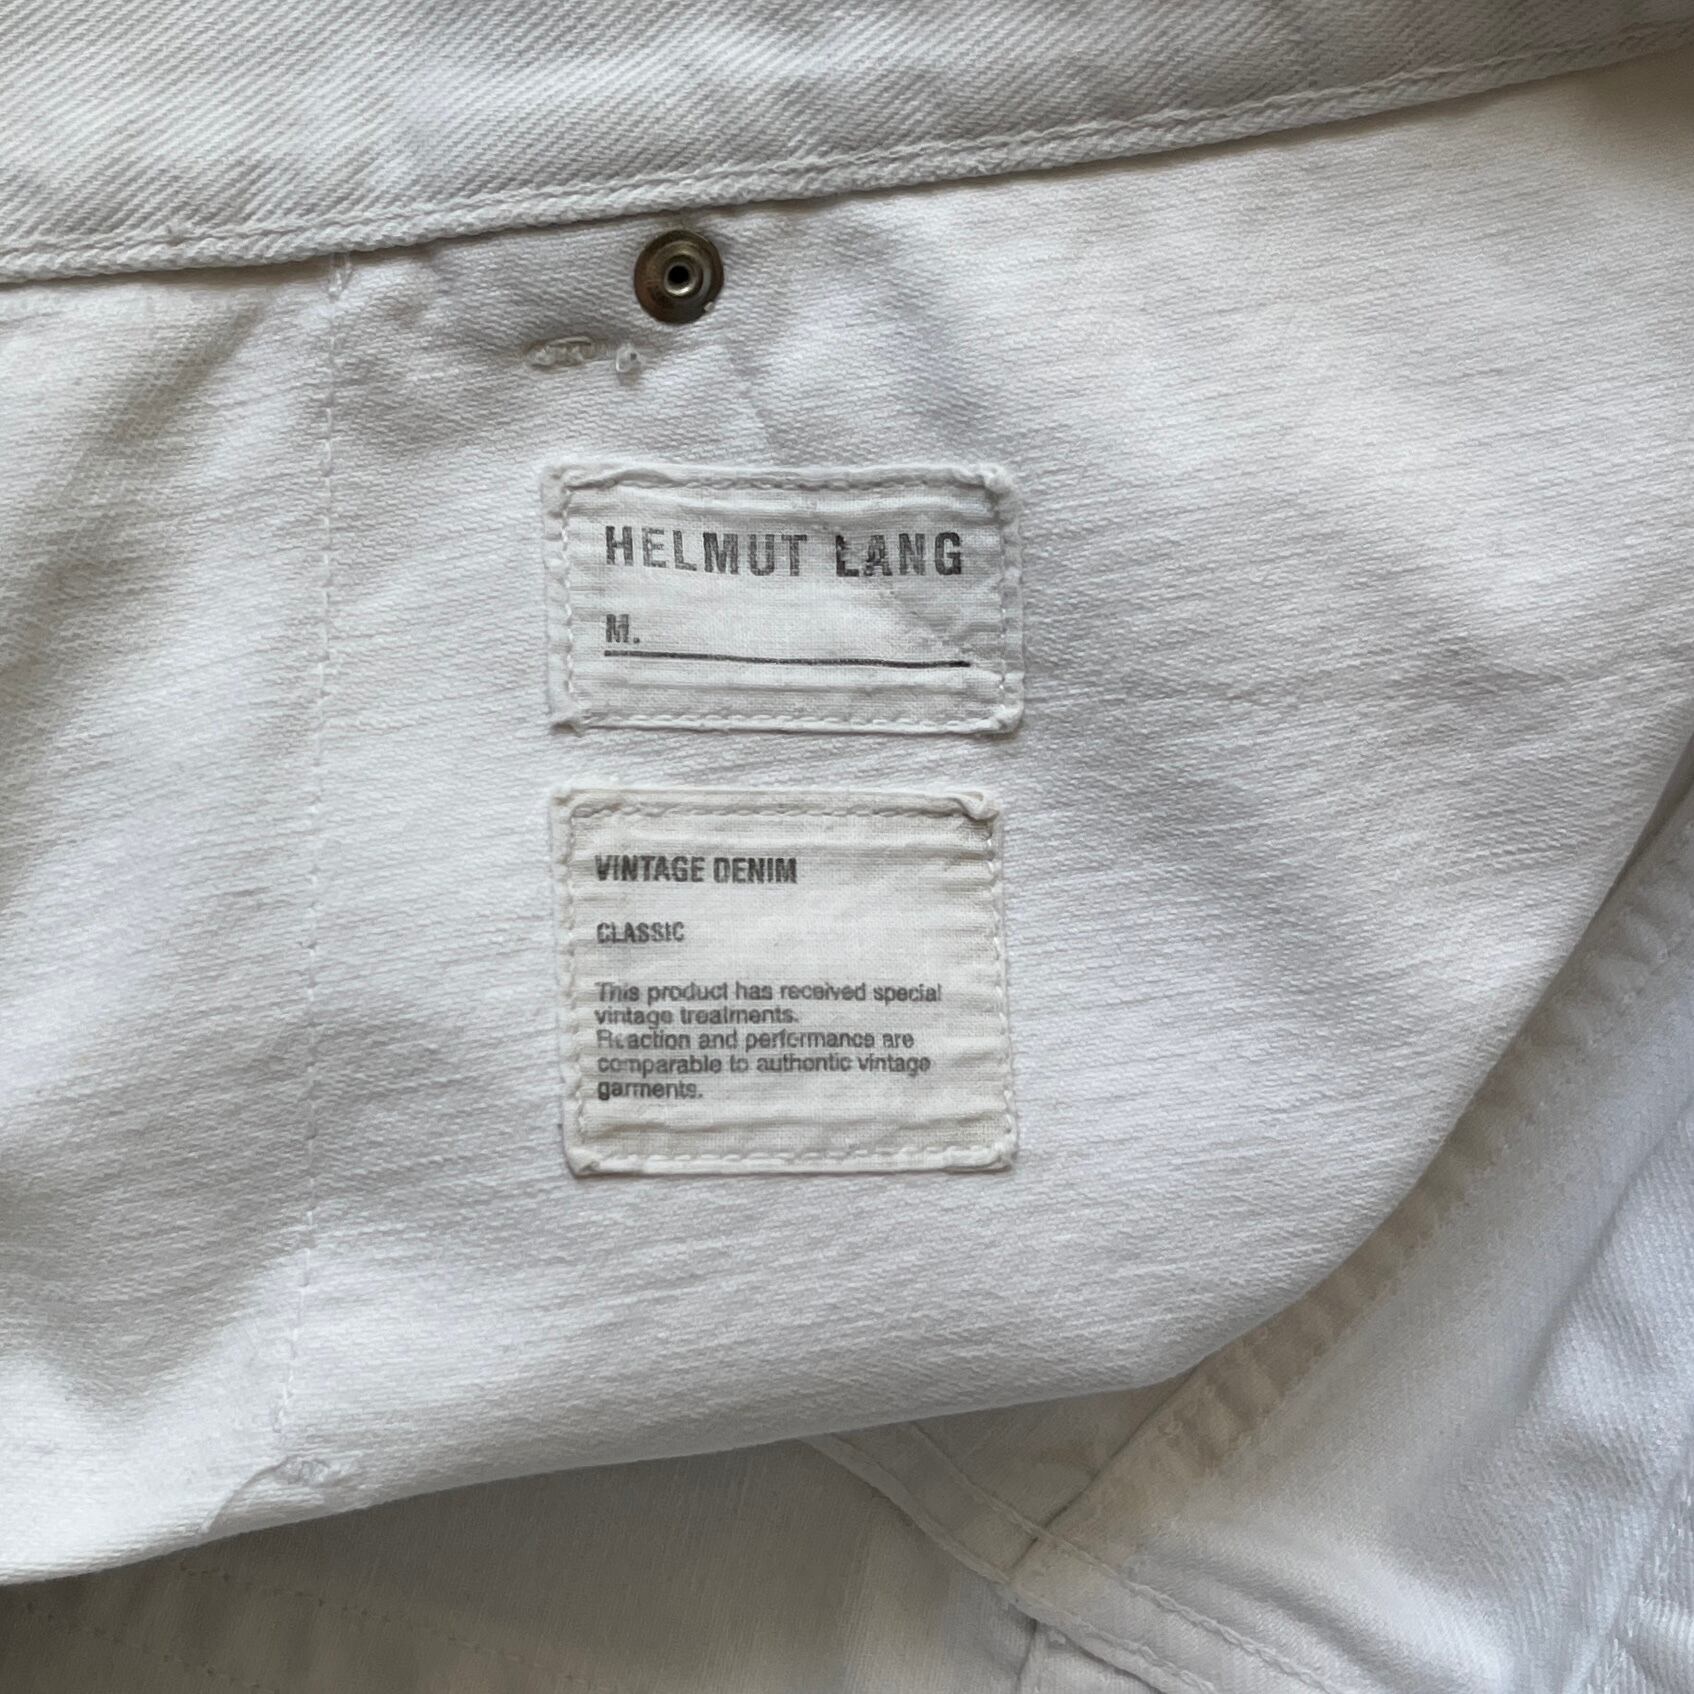 HELMUT LANG
M.
VINTAGE DENIM
CLASSIC
This product has received special
vintage treatments.
Reaction and performance are
comparable to authentic vintage
garments.